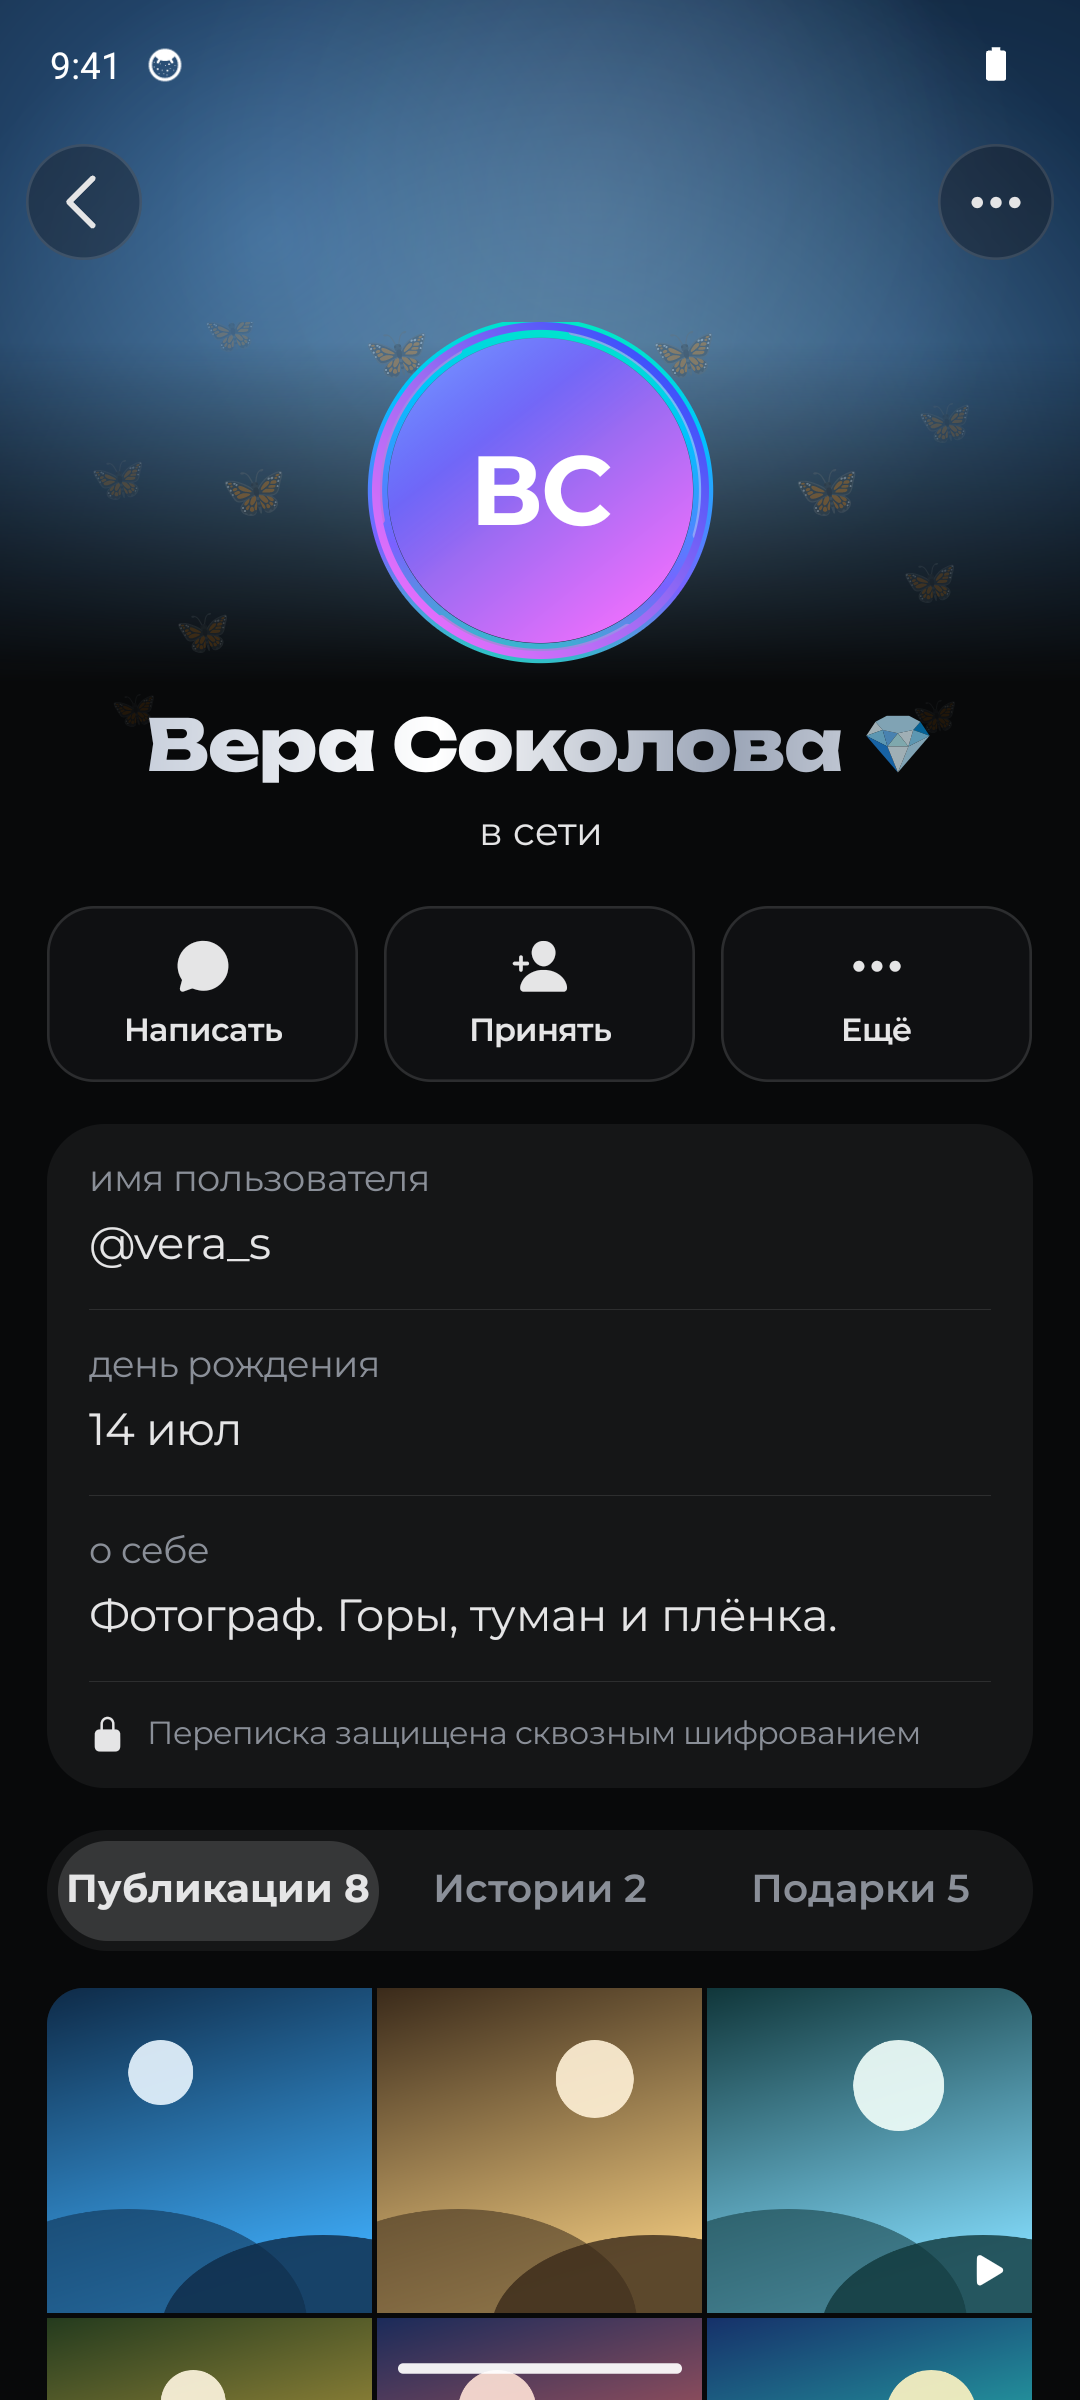 9:41
ВС
Вера Соколова 💎
в сети
Написать
Принять
Ещё
имя пользователя
@vera_s
день рождения
14 июл
о себе
Фотограф. Горы, туман и плёнка.
Переписка защищена сквозным шифрованием
Публикации 8
Истории 2
Подарки 5